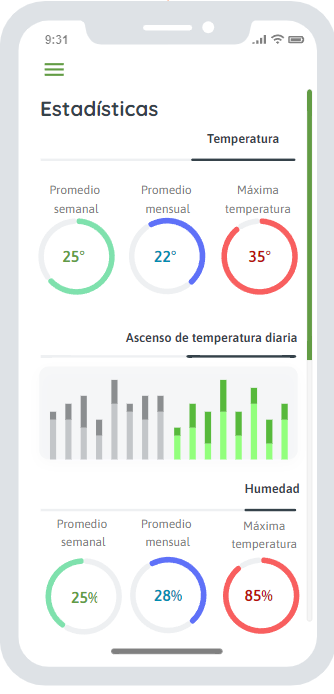 9:31
Estadísticas
Temperatura
Promedio semanal
Promedio mensual
Máxima temperatura
25°
22°
35°
Ascenso de temperatura diaria
Humedad
Promedio semanal
Promedio mensual
Máxima temperatura
25%
28%
85%